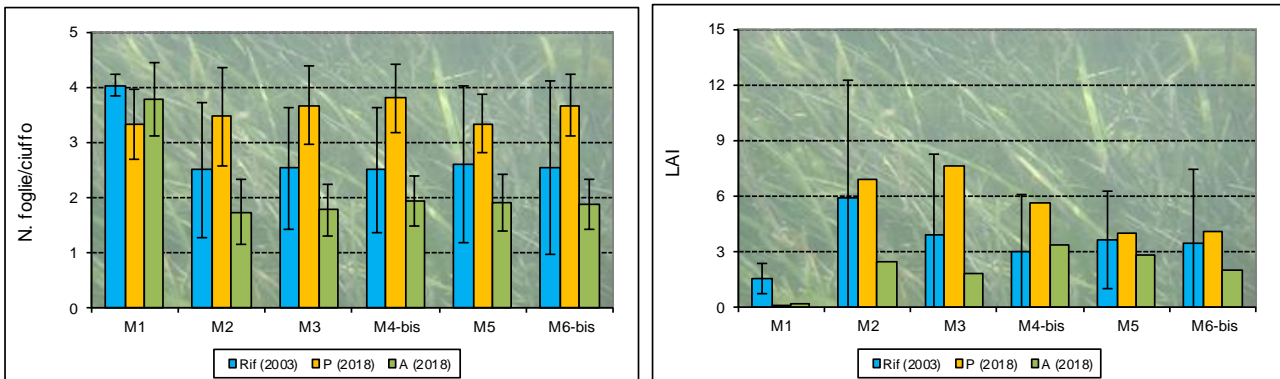 N. foglie/ciuffo
5
4
3
2
1
0
M1 M2 M3 M4-bis M5 M6-bis
Rif (2003) P (2018) A (2018)
LAI
15
12
9
6
3
0
M1 M2 M3 M4-bis M5 M6-bis
Rif (2003) P (2018) A (2018)